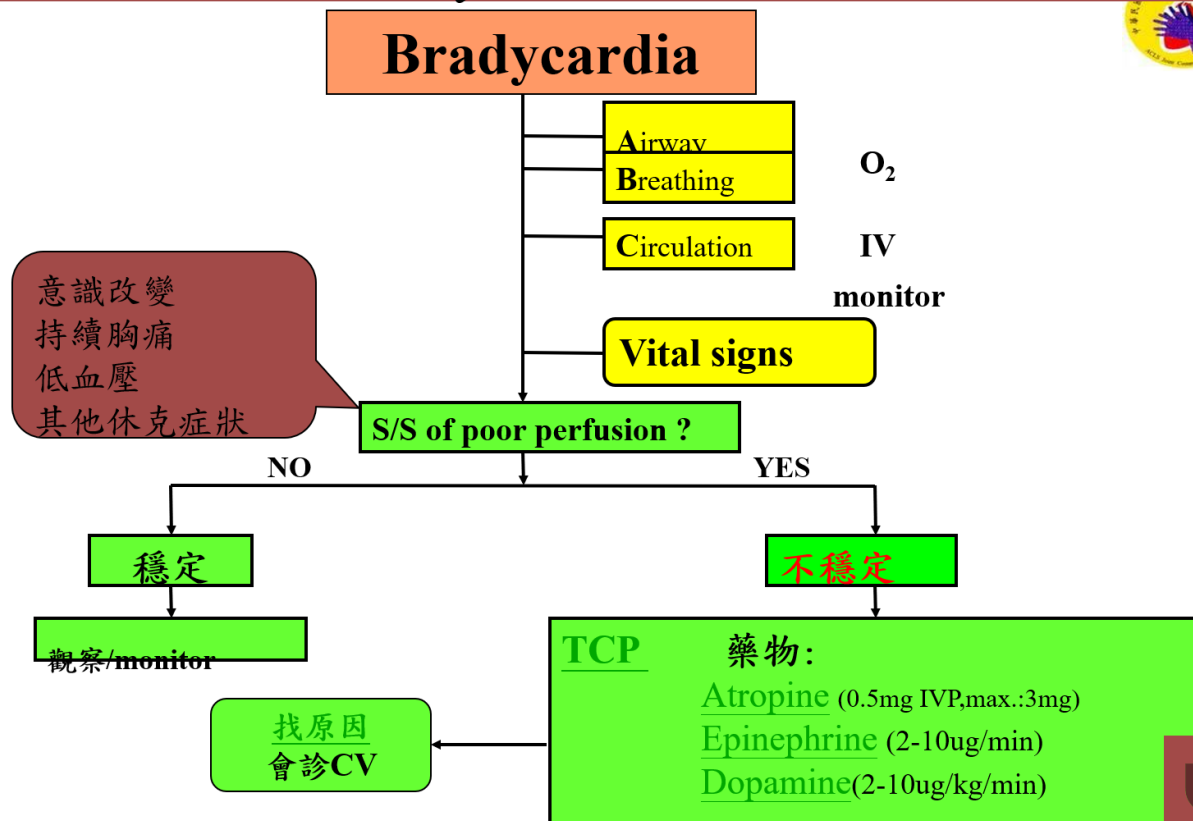 Bradycardia
Airway
Breathing
O₂
Circulation
IV
monitor
Vital signs
意識改變
持續胸痛
低血壓
其他休克症狀
S/S of poor perfusion ?
NO
YES
穩定
不穩定
觀察/monitor
TCP
藥物:
Atropine (0.5mg IVP,max.:3mg)
Epinephrine (2-10ug/min)
Dopamine(2-10ug/kg/min)
找原因
會診CV